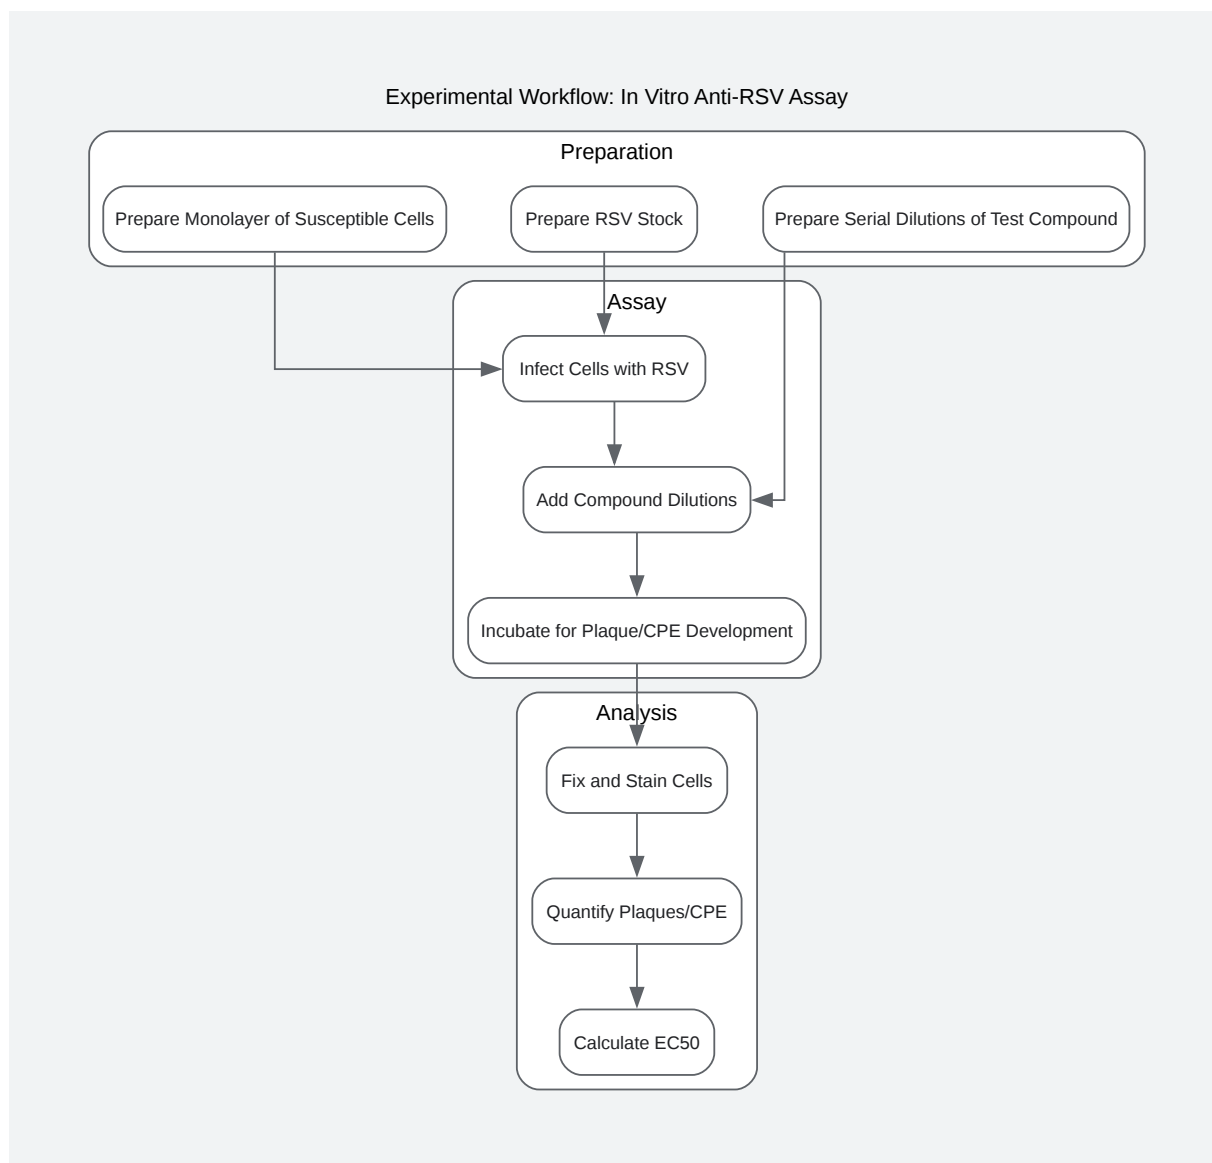 Experimental Workflow: In Vitro Anti-RSV Assay
Preparation
Prepare Monolayer of Susceptible Cells
Prepare RSV Stock
Prepare Serial Dilutions of Test Compound
Assay
Infect Cells with RSV
Add Compound Dilutions
Incubate for Plaque/CPE Development
Analysis
Fix and Stain Cells
Quantify Plaques/CPE
Calculate EC50